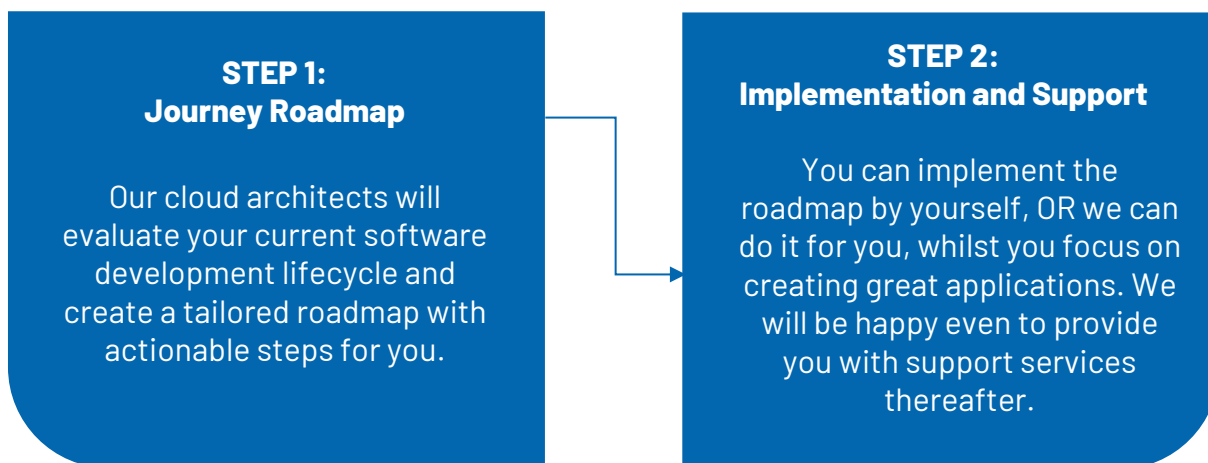 STEP 1:
Journey Roadmap
Our cloud architects will
evaluate your current software
development lifecycle and
create a tailored roadmap with
actionable steps for you.
STEP 2:
Implementation and Support
You can implement the
roadmap by yourself, OR we can
do it for you, whilst you focus on
creating great applications. We
will be happy even to provide
you with support services
thereafter.